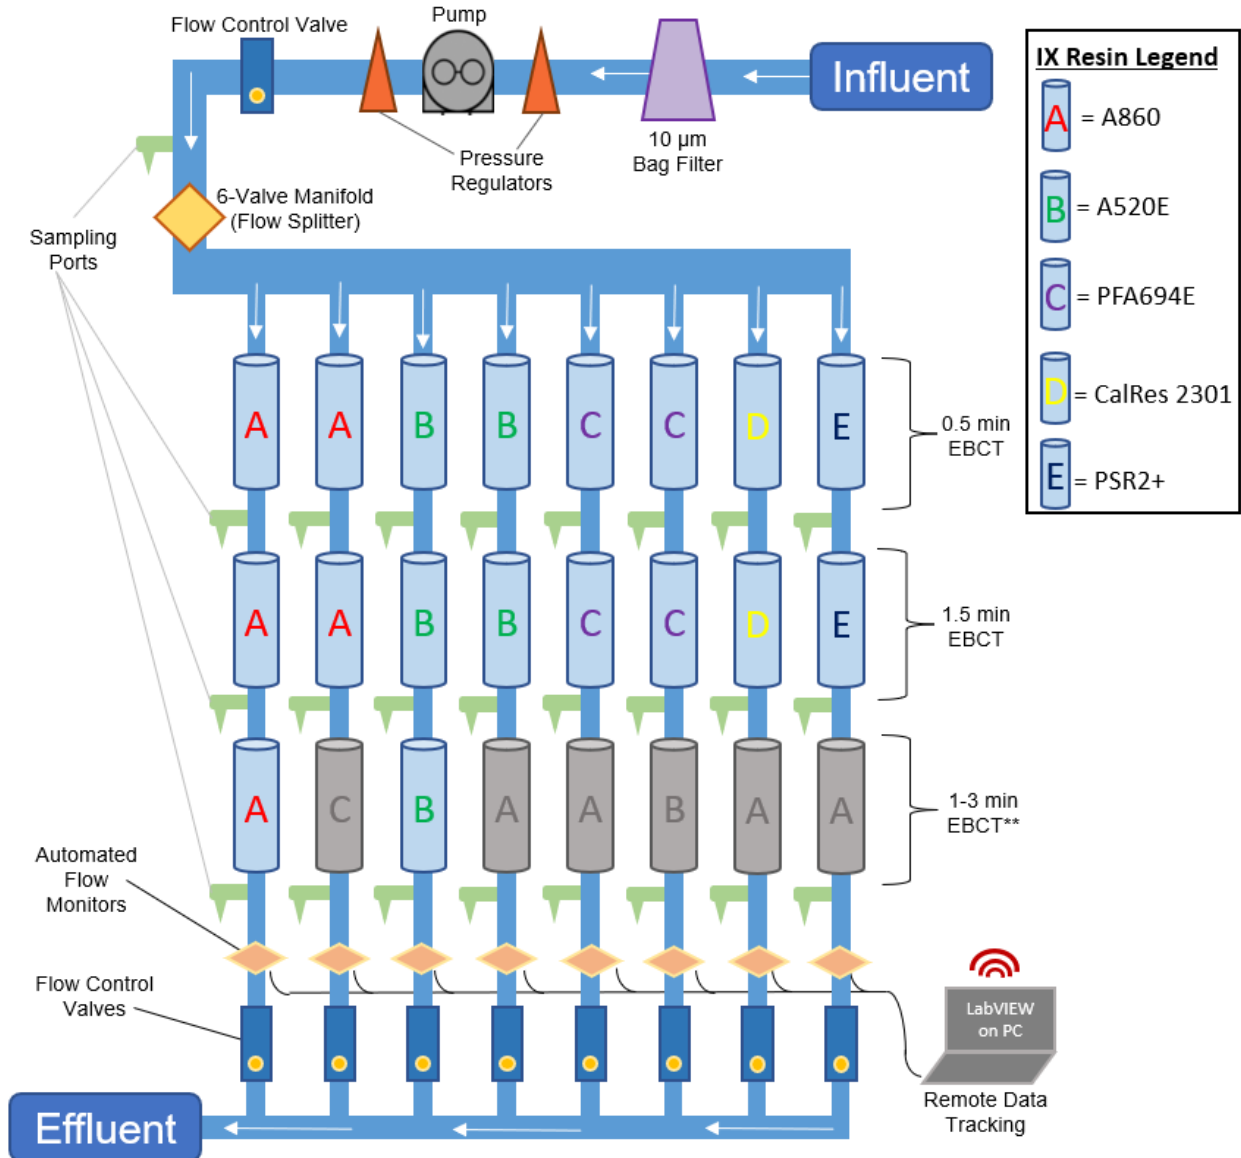 Flow Control Valve
Pump
Influent
10 µm
Bag Filter
Pressure
Regulators
6-Valve Manifold
(Flow Splitter)
Sampling
Ports
IX Resin Legend
A = A860
B = A520E
C = PFA694E
D = CalRes 2301
E = PSR2+
A A B B C C D E
0.5 min
EBCT
A A B B C C D E
1.5 min
EBCT
A C B A A B A A
1-3 min
EBCT**
Automated
Flow
Monitors
Flow Control
Valves
LabVIEW
on PC
Remote Data
Tracking
Effluent